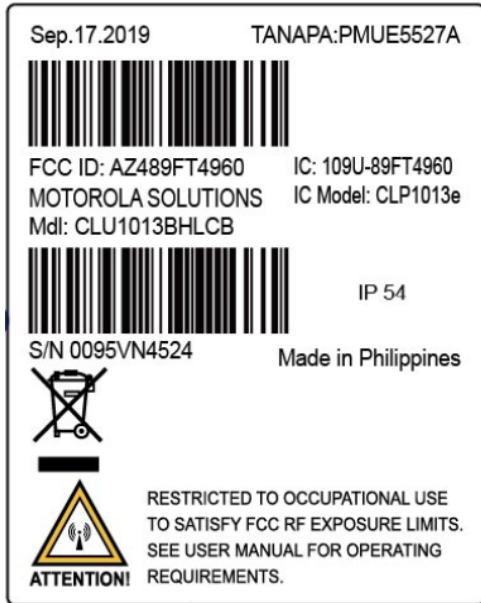 Sep.17.2019 TANAPA:PMUE5527A
FCC ID: AZ489FT4960 IC: 109U-89FT4960
MOTOROLA SOLUTIONS IC Model: CLP1013e
Mdl: CLU1013BHLCB
IP 54
S/N 0095VN4524 Made in Philippines
RESTRICTED TO OCCUPATIONAL USE
TO SATISFY FCC RF EXPOSURE LIMITS.
SEE USER MANUAL FOR OPERATING
REQUIREMENTS.
ATTENTION!